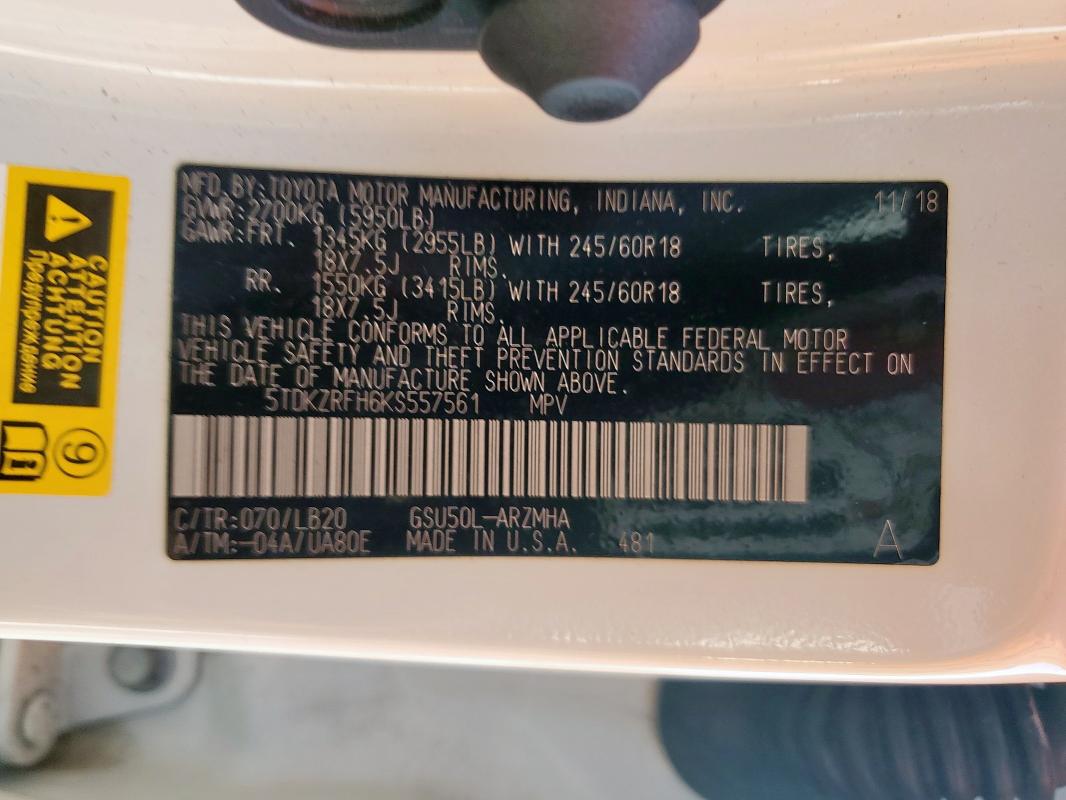 MFD.BY:TOYOTA MOTOR MANUFACTURING, INDIANA, INC. 11/18
GVWR:2700KG (5950LB)
GAWR:FRT. 1345KG (2955LB) WITH 245/60R18 TIRES,
18X7.5J RIMS.
RR. 1550KG (3415LB) WITH 245/60R18 TIRES,
18X7.5J RIMS.
THIS VEHICLE CONFORMS TO ALL APPLICABLE FEDERAL MOTOR
VEHICLE SAFETY AND THEFT PREVENTION STANDARDS IN EFFECT ON
THE DATE OF MANUFACTURE SHOWN ABOVE.
5TDKZRFH6KS557561 MPV
C/TR:070/LB20 GSU50L-ARZMHA
A/TM:-04A/UA80E MADE IN U.S.A. 481 A
CAUTION
ATTENTION
ACHTUNG
Предупреждение
9